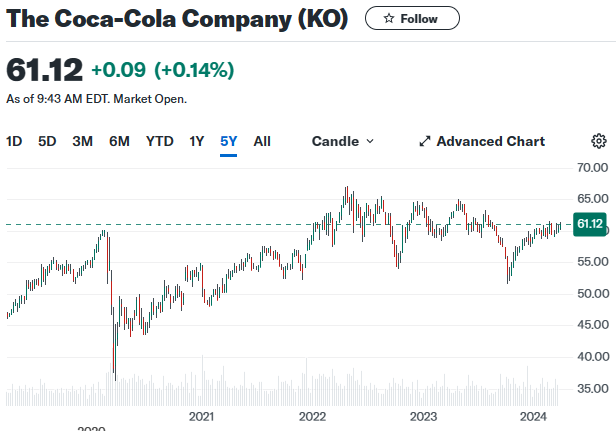 The Coca-Cola Company (KO) Follow
61.12 +0.09 (+0.14%)
As of 9:43 AM EDT. Market Open.
1D 5D 3M 6M YTD 1Y 5Y All Candle Advanced Chart
70.00
65.00
61.12
55.00
50.00
45.00
40.00
35.00
2021 2022 2023 2024
2020